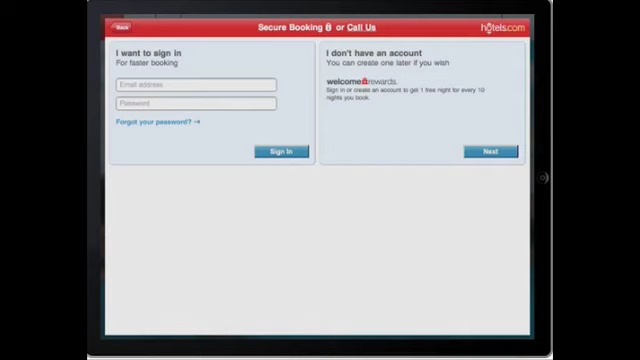 Back
Secure Booking or Call Us
hotels.com
I want to sign in
For faster booking
Email address
Password
Forgot your password?
Sign In
I don't have an account
You can create one later if you wish
welcomerewards.
Sign in or create an account to get 1 free night for every 10
nights you book.
Next